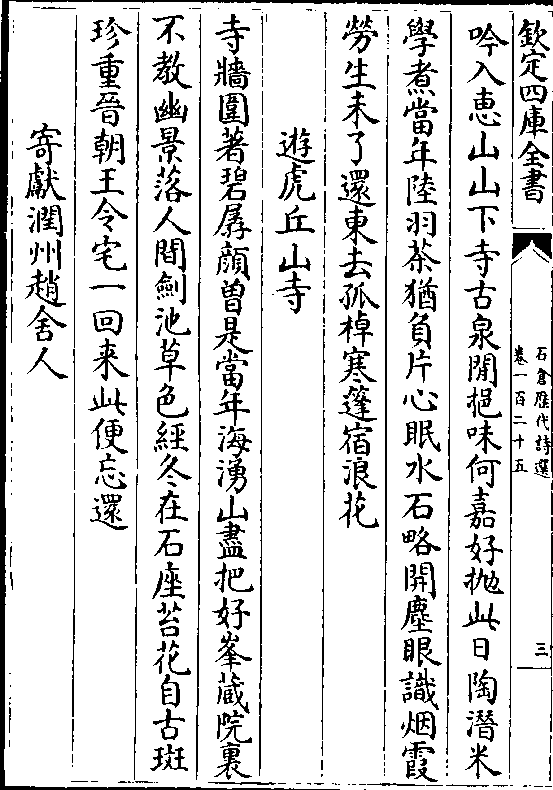 欽定四庫全書
石倉歷代詩選
卷一百二十五
三
吟入惠山山下寺古泉閒挹味何嘉好抛此日陶潛米
學煮當年陸羽茶猶負片心眠水石略開塵眼識烟霞
勞生未了還東去孤棹寒蓬宿浪花
遊虎丘山寺
寺牆圍著碧孱顔曽是當年海湧山盡把好峯藏院裏
不教幽景落人間劍池草色經冬在石座苔花自古斑
珍重晉朝王令宅一回来此便忘還
寄獻潤州趙舍人